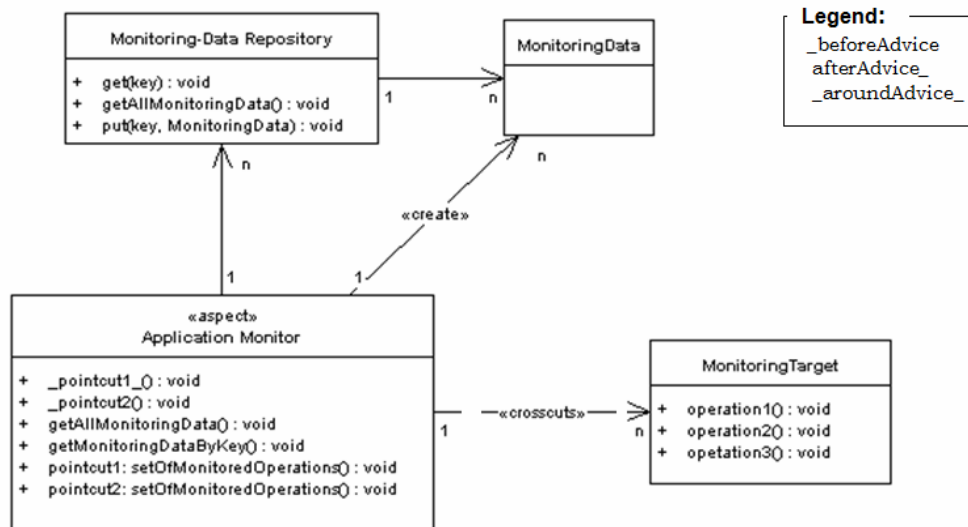 Monitoring-Data Repository
+ get(key) : void
+ getAllMonitoringData() : void
+ put(key, MonitoringData) : void
MonitoringData
Legend:
_beforeAdvice
afterAdvice_
_aroundAdvice_
1
n
n
n
«create»
1
1
«aspect»
Application Monitor
+ _pointcut1_() : void
+ _pointcut2() : void
+ getAllMonitoringData() : void
+ getMonitoringDataByKey() : void
+ pointcut1: setOfMonitoredOperations() : void
+ pointcut2: setOfMonitoredOperations() : void
1
«crosscuts»
n
MonitoringTarget
+ operation1() : void
+ operation2() : void
+ opetation3() : void